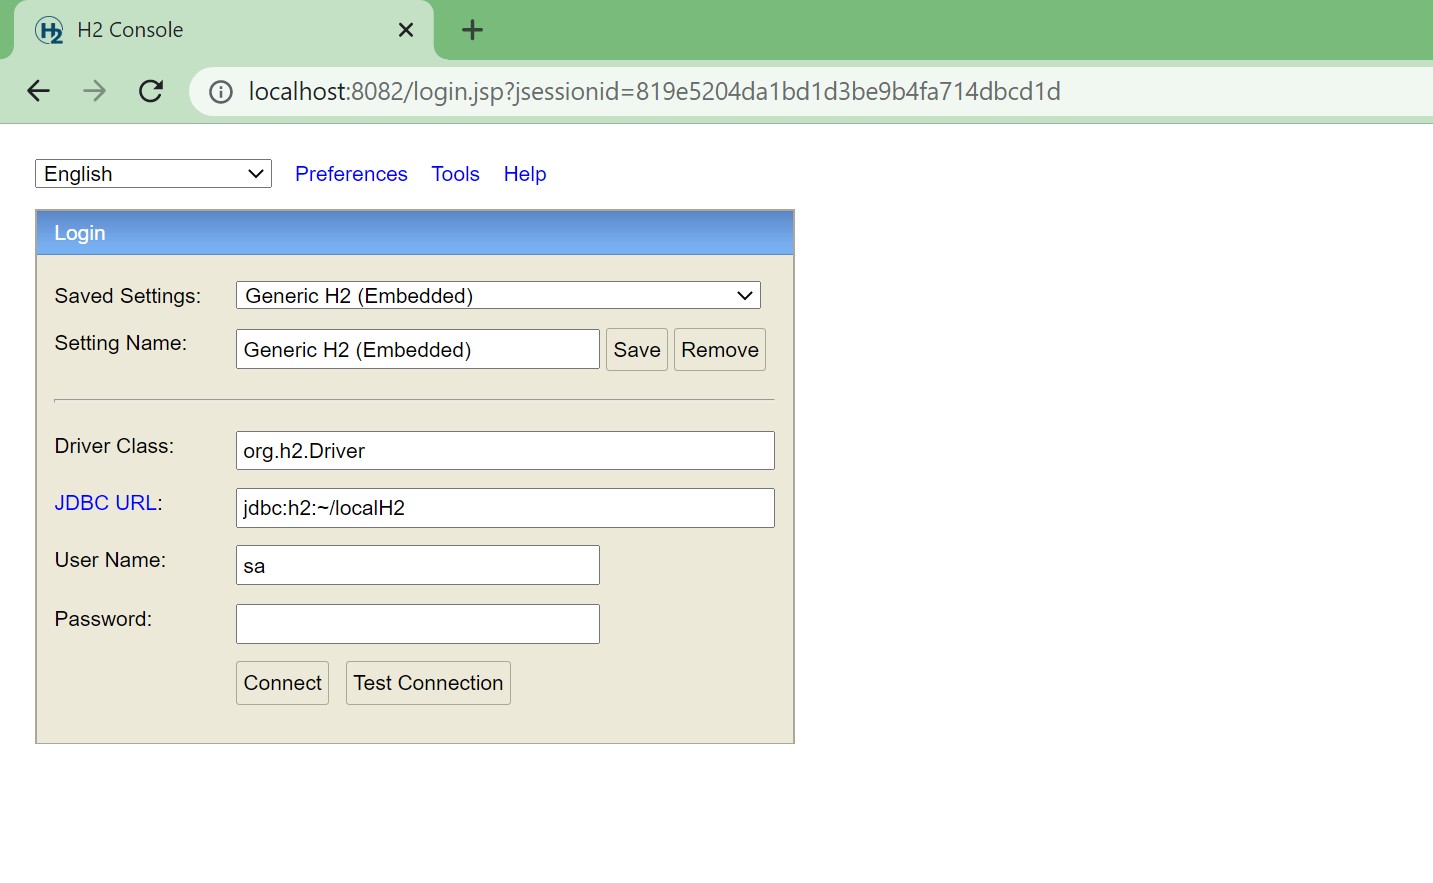 H2 Console
localhost:8082/login.jsp?jsessionid=819e5204da1bd1d3be9b4fa714dbcd1d
English Preferences Tools Help
Login
Saved Settings: Generic H2 (Embedded)
Setting Name: Generic H2 (Embedded) Save Remove
Driver Class: org.h2.Driver
JDBC URL: jdbc:h2:~/localH2
User Name: sa
Password:
Connect Test Connection